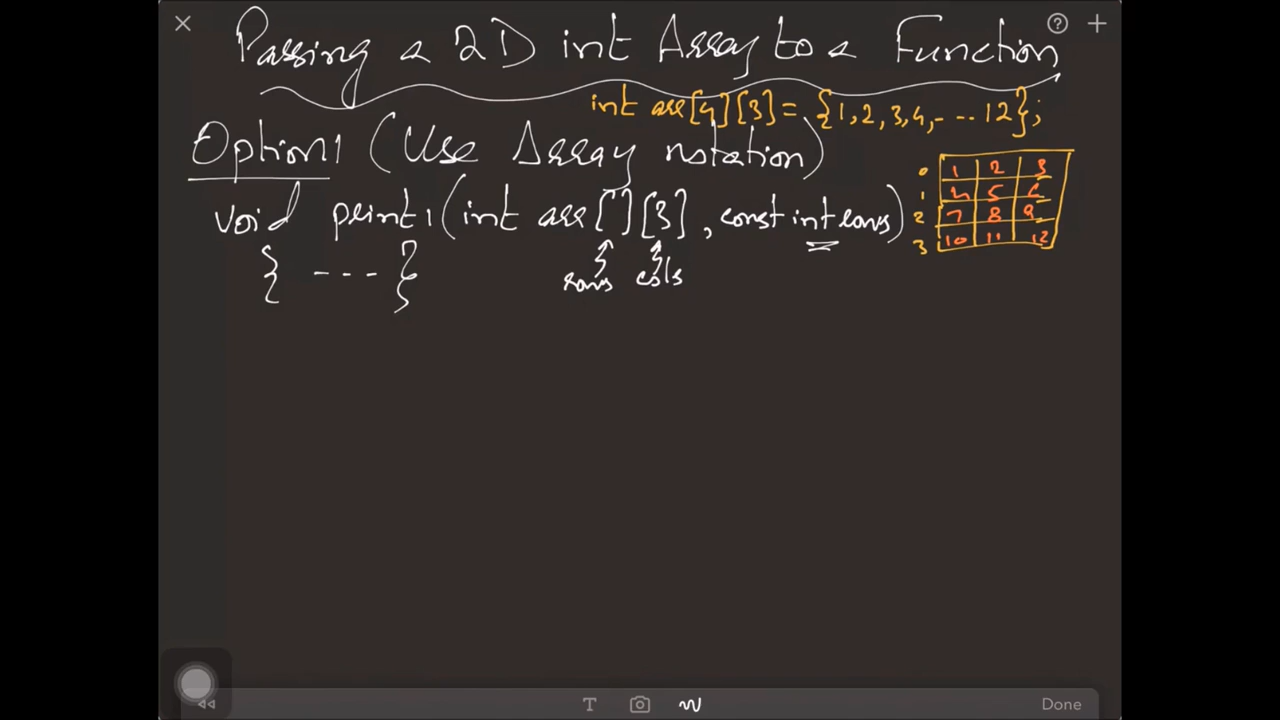 Passing a 2D int Array to a Function
int arr[4][3] = {1,2,3,4,-...12};
Option1 (Use Array notation)
void print1(int arr[][3], const int rows)
{ --- }
rows cols
0 1 2 3
1 4 5 6
2 7 8 9
3 10 11 12
T Done